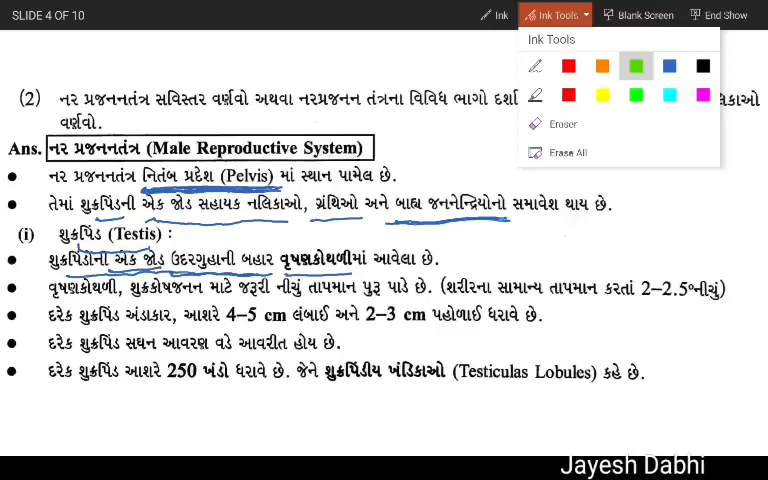 SLIDE 4 OF 10
Ink
Ink Tools
Blank Screen
End Show
Ink Tools
Eraser
Erase All
(2) નર પ્રજનનતંત્ર સવિસ્તર વર્ણવો અથવા નરપ્રજનન તંત્રના વિવિધ ભાગો દર્શા લિકાઓ
વર્ણવો.
Ans. નર પ્રજનનતંત્ર (Male Reproductive System)
• નર પ્રજનનતંત્ર નિતંબ પ્રદેશ (Pelvis) માં સ્થાન પામેલ છે.
• તેમાં શુક્રપિંડની એક જોડ સહાયક નલિકાઓ, ગ્રંથિઓ અને બાહ્ય જનનેન્દ્રિયોનો સમાવેશ થાય છે.
(i) શુક્રપિંડ (Testis) :
• શુક્રપિંડોની એક જોડ ઉદરગુહાની બહાર વૃષણકોથળીમાં આવેલા છે.
• વૃષણકોથળી, શુક્રકોષજનન માટે જરૂરી નીચું તાપમાન પુરૂ પાડે છે. (શરીરના સામાન્ય તાપમાન કરતાં 2–2.5° નીચું)
• દરેક શુક્રપિંડ અંડાકાર, આશરે 4–5 cm લંબાઈ અને 2–3 cm પહોળાઈ ધરાવે છે.
• દરેક શુક્રપિંડ સઘન આવરણ વડે આવરીત હોય છે.
• દરેક શુક્રપિંડ આશરે 250 ખંડો ધરાવે છે. જેને શુક્રપિંડીય ખંડિકાઓ (Testiculas Lobules) કહે છે.
Jayesh Dabhi